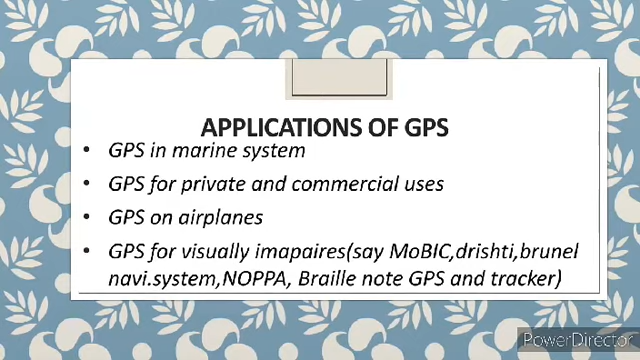 APPLICATIONS OF GPS
• GPS in marine system
• GPS for private and commercial uses
• GPS on airplanes
• GPS for visually imapaires(say MoBIC,drishti,brunel
navi.system,NOPPA, Braille note GPS and tracker)
PowerDirector